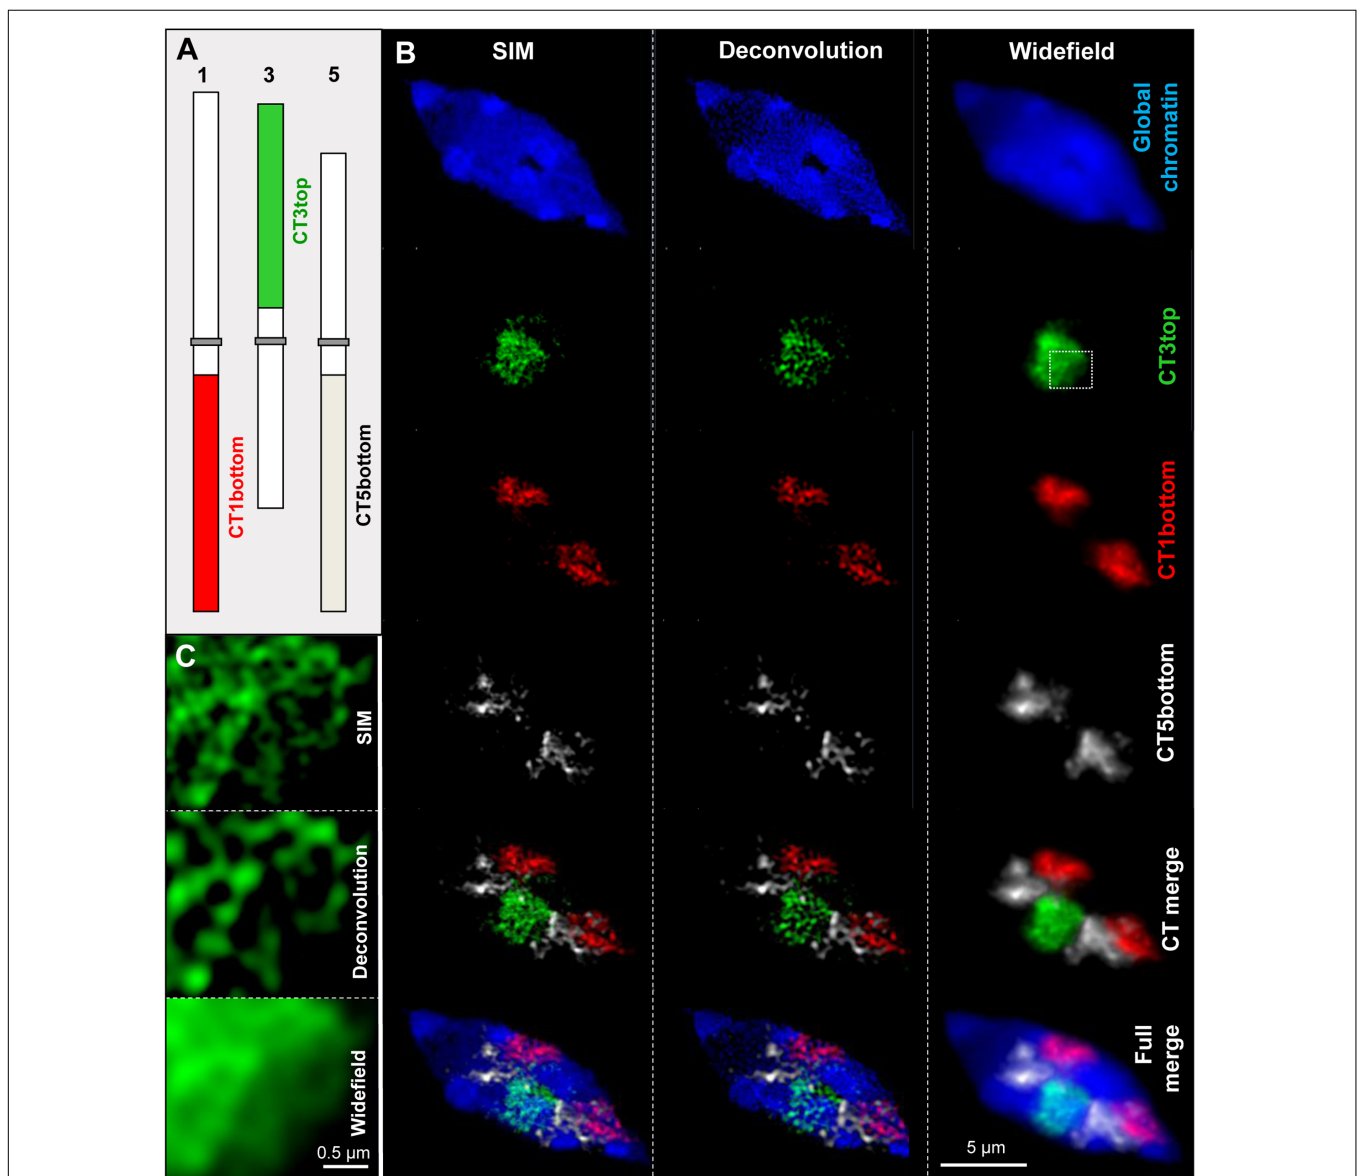 A
1
3
5
CT3top
CT1bottom
CT5bottom
B
SIM
Deconvolution
Widefield
Global
chromatin
CT3top
CT1bottom
CT5bottom
CT merge
Full
merge
5 µm
C
SIM
Deconvolution
Widefield
0.5 µm